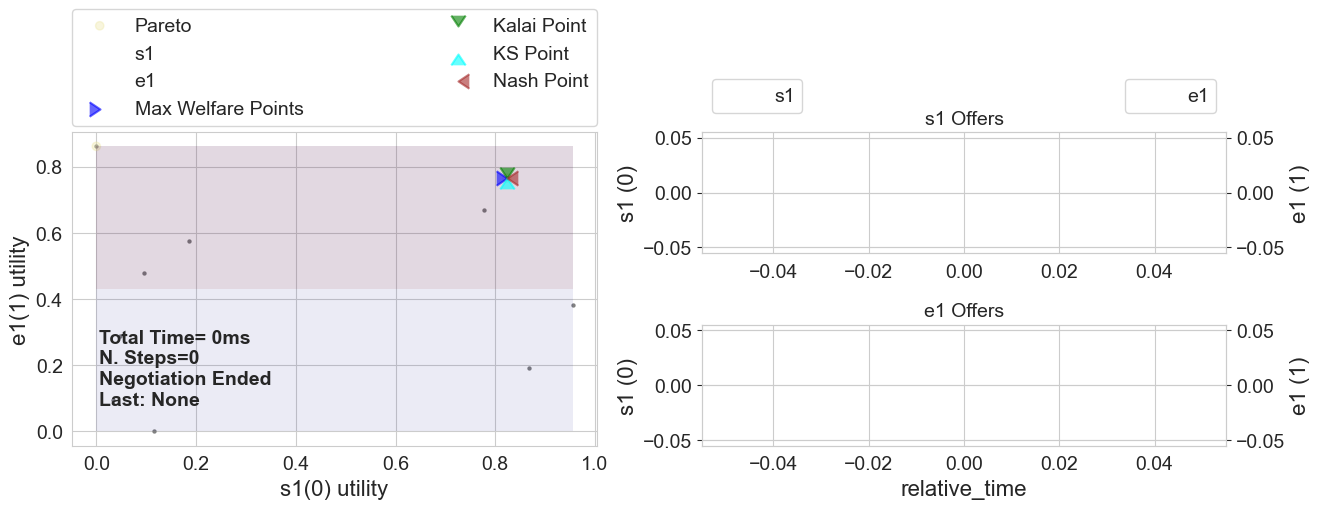 Pareto
s1
e1
Max Welfare Points
Kalai Point
KS Point
Nash Point
e1(1) utility
0.8
0.6
0.4
0.2
0.0
Total Time= 0ms
N. Steps=0
Negotiation Ended
Last: None
0.0 0.2 0.4 0.6 0.8 1.0
s1(0) utility
s1
e1
s1 Offers
s1 (0)
0.05
0.00
−0.05
e1 (1)
0.05
0.00
−0.05
−0.04 −0.02 0.00 0.02 0.04
e1 Offers
s1 (0)
0.05
0.00
−0.05
e1 (1)
0.05
0.00
−0.05
−0.04 −0.02 0.00 0.02 0.04
relative_time